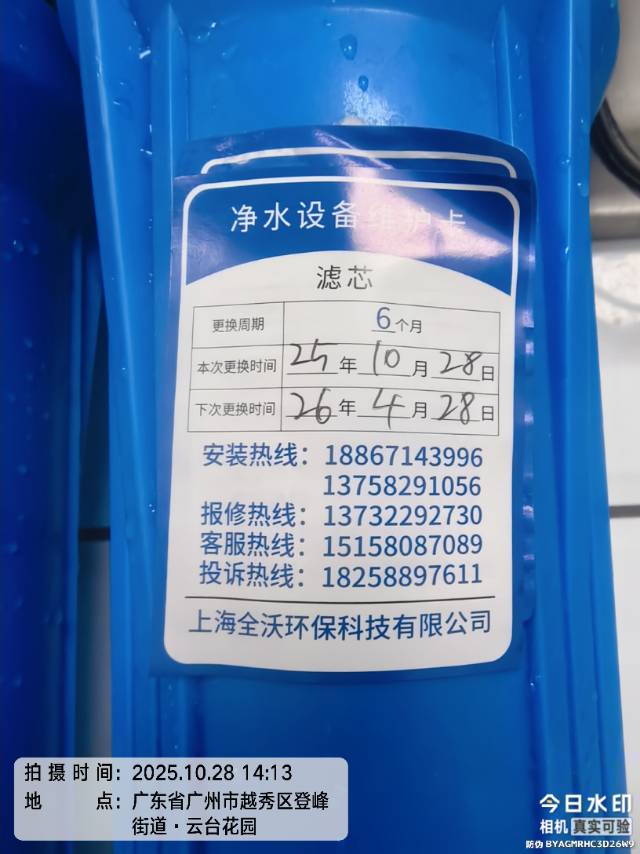 净水设备维护卡
滤芯
更换周期 6个月
本次更换时间 25年10月28日
下次更换时间 26年4月28日
安装热线：18867143996
13758291056
报修热线：13732292730
客服热线：15158087089
投诉热线：18258897611
上海全沃环保科技有限公司
拍摄时间：2025.10.28 14:13
地点：广东省广州市越秀区登峰
街道·云台花园
今日水印
相机 真实可验
防伪 BYAGMRHC3D26W9